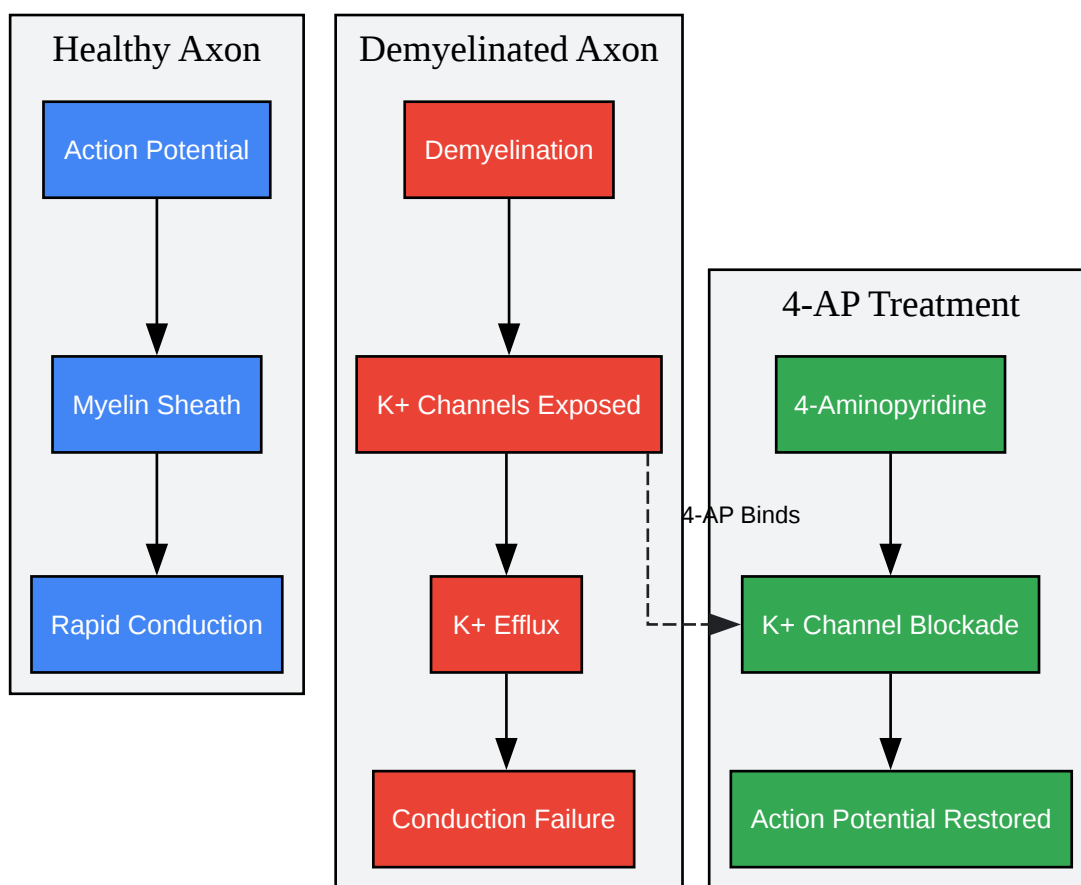 Healthy Axon
Action Potential
Myelin Sheath
Rapid Conduction
Demyelinated Axon
Demyelination
K+ Channels Exposed
4-AP Binds
K+ Efflux
Conduction Failure
4-AP Treatment
4-Aminopyridine
K+ Channel Blockade
Action Potential Restored